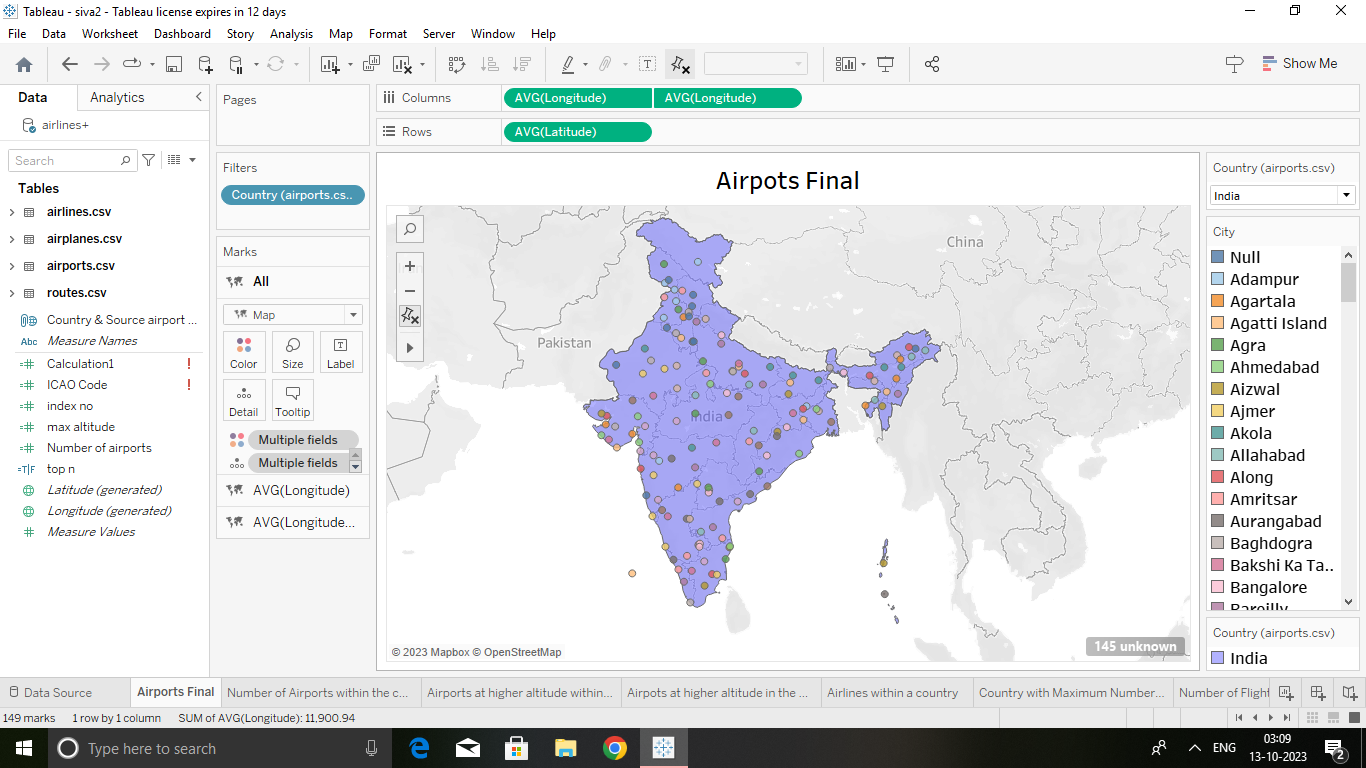 Tableau - siva2 - Tableau license expires in 12 days
File Data Worksheet Dashboard Story Analysis Map Format Server Window Help
Show Me
Data Analytics
airlines+
Search
Tables
airlines.csv
airplanes.csv
airports.csv
routes.csv
Country & Source airport ...
Abc Measure Names
Calculation1 !
ICAO Code !
index no
max altitude
Number of airports
top n
Latitude (generated)
Longitude (generated)
Measure Values
Pages
Filters
Country (airports.cs..
Marks
All
Map
Color Size Label
Detail Tooltip
Multiple fields
Multiple fields
AVG(Longitude)
AVG(Longitude...
Columns AVG(Longitude) AVG(Longitude)
Rows AVG(Latitude)
Airpots Final
China
Pakistan
India
© 2023 Mapbox © OpenStreetMap
145 unknown
Country (airports.csv)
India
City
Null
Adampur
Agartala
Agatti Island
Agra
Ahmedabad
Aizwal
Ajmer
Akola
Allahabad
Along
Amritsar
Aurangabad
Baghdogra
Bakshi Ka Ta..
Bangalore
Bareilly
Country (airports.csv)
India
Data Source Airports Final Number of Airports within the c... Airports at higher altitude within... Airpots at higher altitude in the ... Airlines within a country Country with Maximum Number... Number of Flight
149 marks 1 row by 1 column SUM of AVG(Longitude): 11,900.94
Type here to search
ENG
03:09
13-10-2023
2